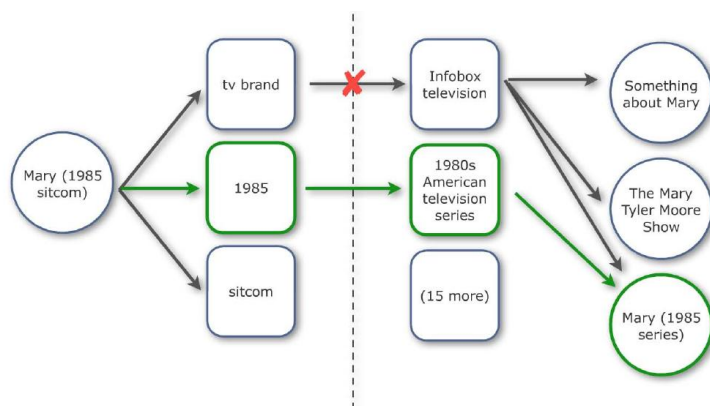 Mary (1985
sitcom)
tv brand
1985
sitcom
Infobox
television
1980s
American
television
series
(15 more)
Something
about Mary
The Mary
Tyler Moore
Show
Mary (1985
series)